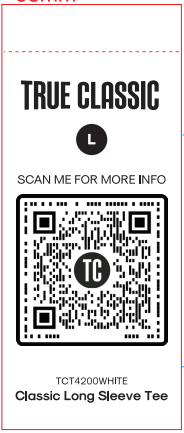 TRUE CLASSIC
L
SCAN ME FOR MORE INFO
TC
TCT4200WHITE
Classic Long Sleeve Tee